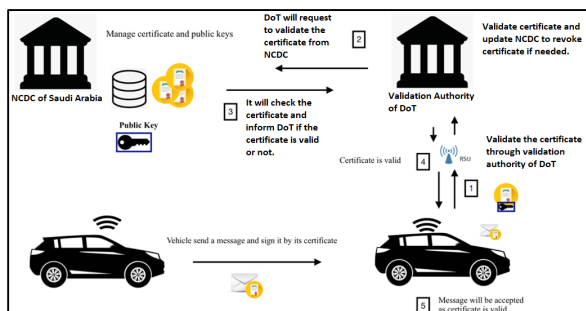 Manage certificate and public keys
NCDC of Saudi Arabia
Public Key
DoT will request
to validate the
certificate from
NCDC
2
3
It will check the
certificate and
inform DoT if the
certificate is valid
or not.
Validation Authority
of DoT
Validate certificate and
update NCDC to revoke
certificate if needed.
Certificate is valid
4
RSU
1
Validate the certificate
through validation
authority of DoT
Vehicle send a message and sign it by its certificate
5
Message will be accepted
as certificate is valid